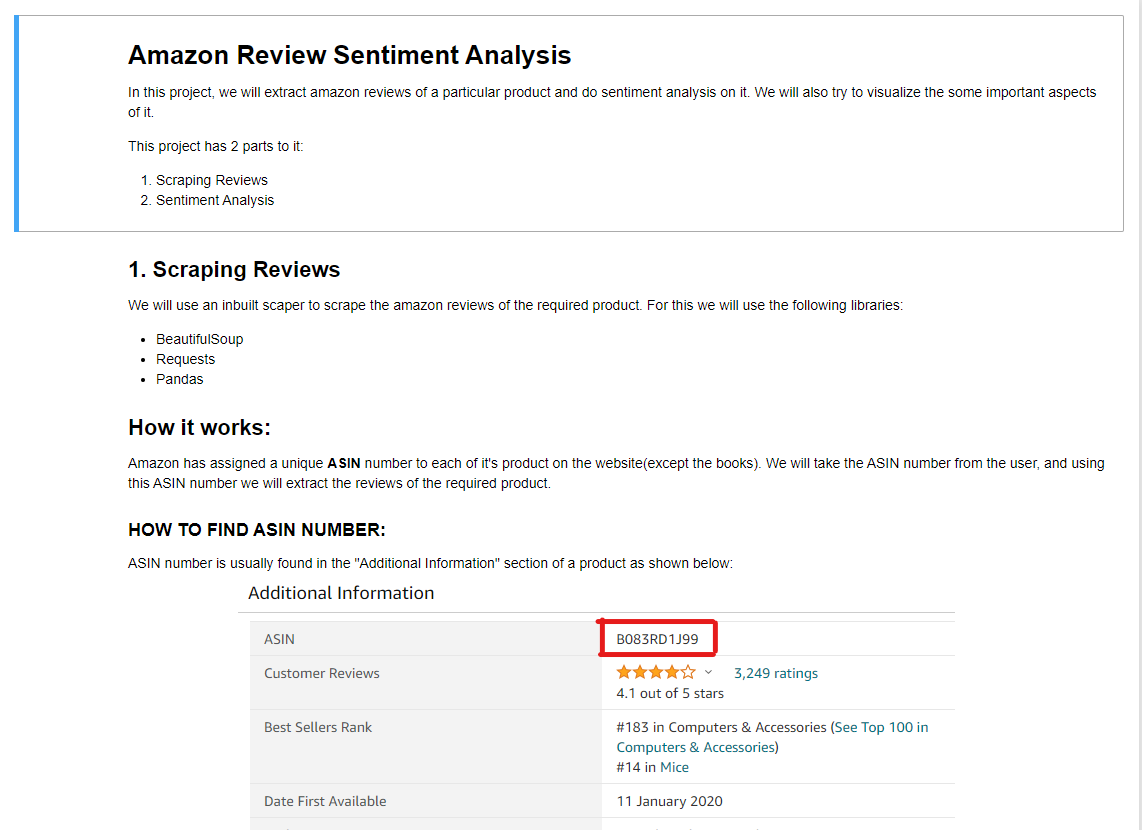 Amazon Review Sentiment Analysis
In this project, we will extract amazon reviews of a particular product and do sentiment analysis on it. We will also try to visualize the some important aspects
of it.
This project has 2 parts to it:
1. Scraping Reviews
2. Sentiment Analysis
1. Scraping Reviews
We will use an inbuilt scaper to scrape the amazon reviews of the required product. For this we will use the following libraries:
• BeautifulSoup
• Requests
• Pandas
How it works:
Amazon has assigned a unique ASIN number to each of it's product on the website(except the books). We will take the ASIN number from the user, and using
this ASIN number we will extract the reviews of the required product.
HOW TO FIND ASIN NUMBER:
ASIN number is usually found in the "Additional Information" section of a product as shown below:
Additional Information
ASIN B083RD1J99
Customer Reviews 3,249 ratings
4.1 out of 5 stars
Best Sellers Rank #183 in Computers & Accessories (See Top 100 in
Computers & Accessories)
#14 in Mice
Date First Available 11 January 2020